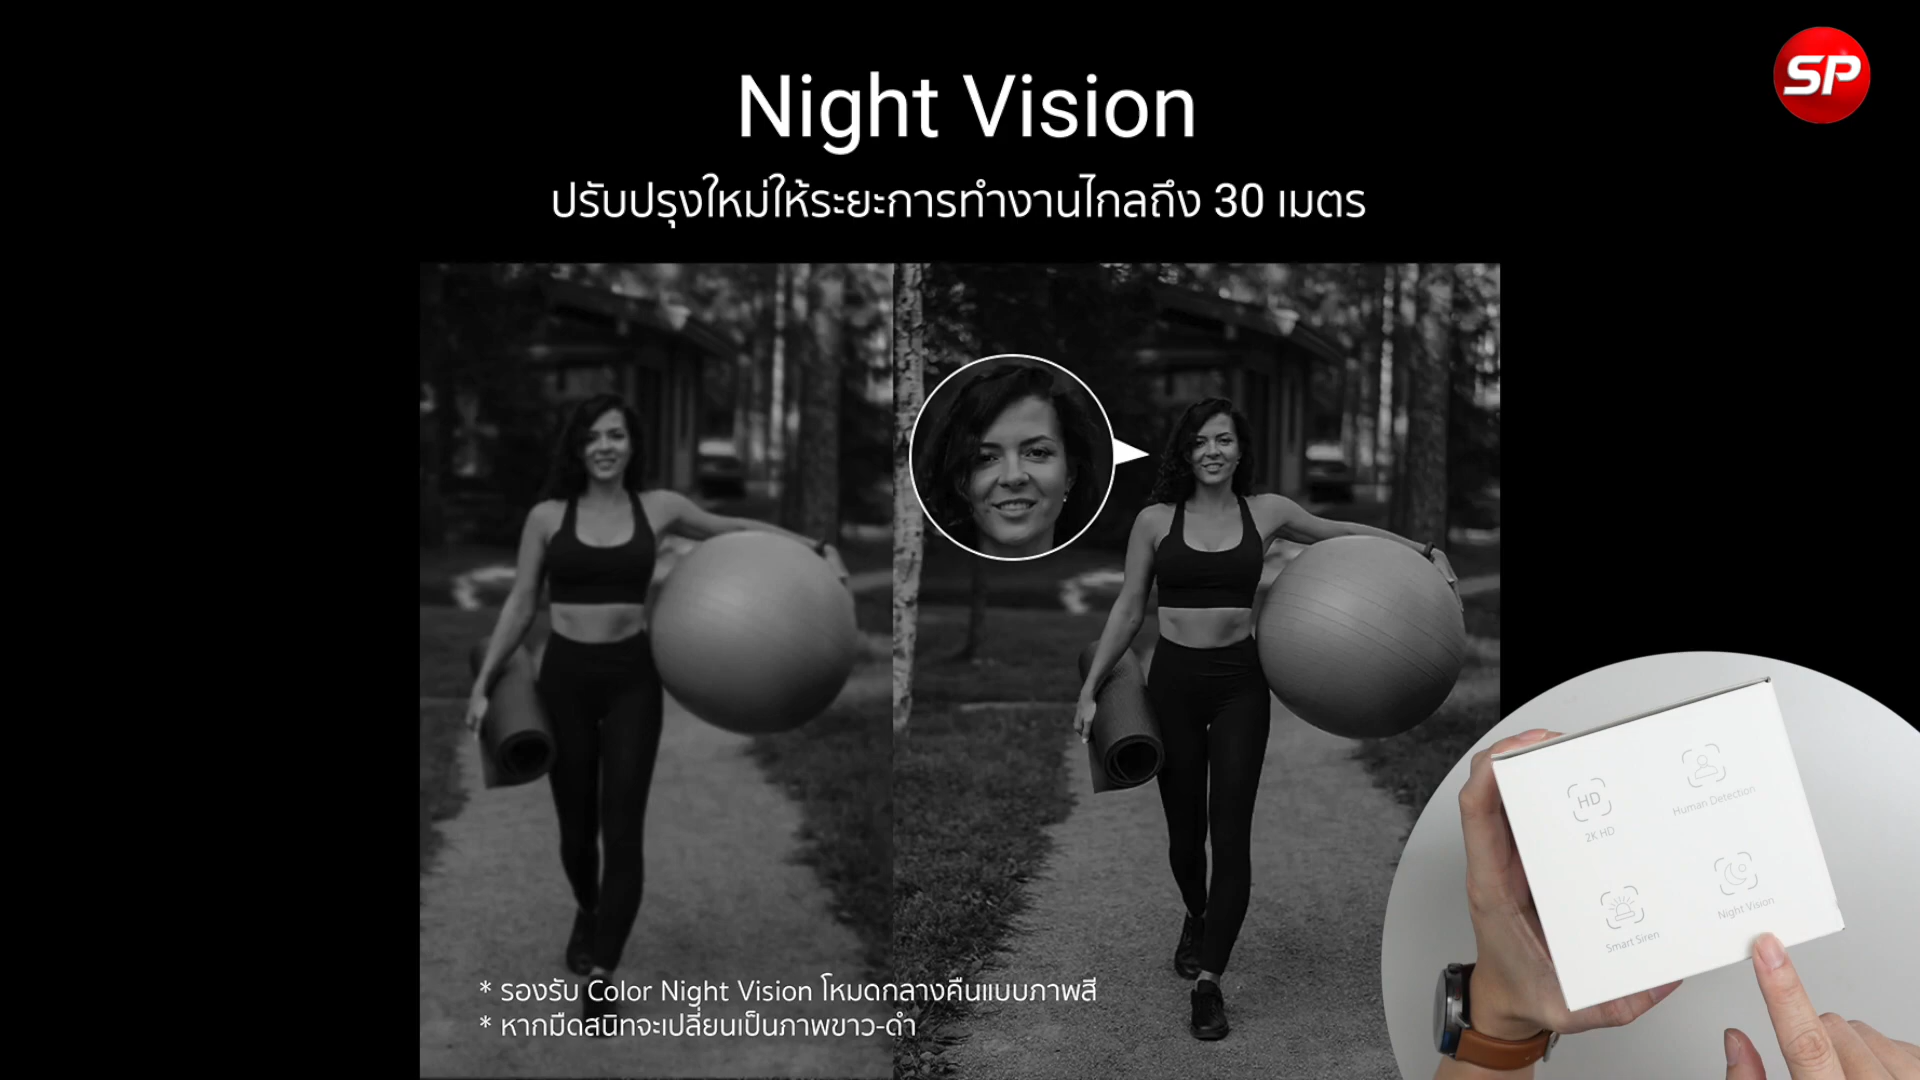 SP
Night Vision
ปรับปรุงใหม่ให้ระยะการทำงานไกลถึง 30 เมตร
HD
2K HD
Human Detection
Smart Siren
Night Vision
* รองรับ Color Night Vision โหมดกลางคืนแบบภาพสี
* หากมืดสนิทจะเปลี่ยนเป็นภาพขาว-ดำ